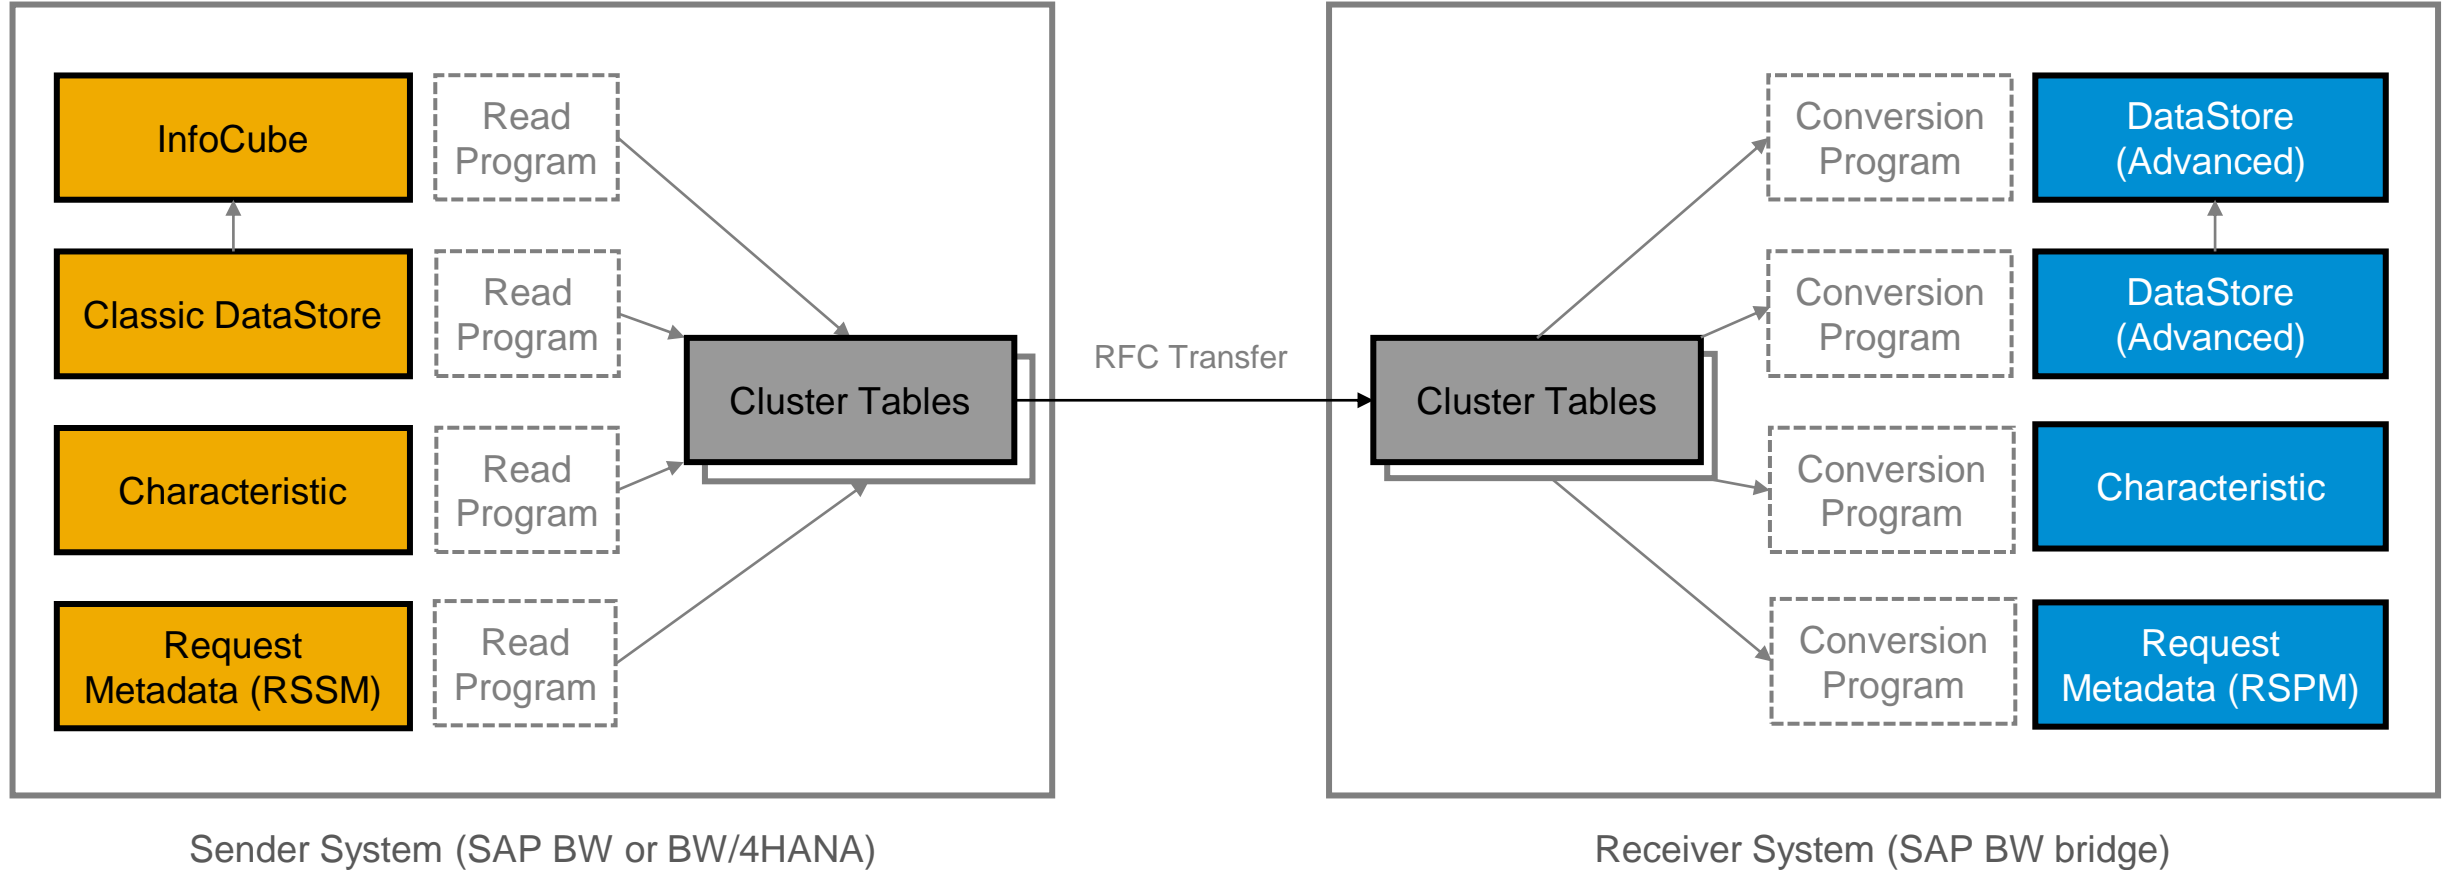 InfoCube
Read
Program
Classic DataStore
Read
Program
Characteristic
Read
Program
Request
Metadata (RSSM)
Read
Program
Cluster Tables
RFC Transfer
Cluster Tables
Conversion
Program
DataStore
(Advanced)
Conversion
Program
DataStore
(Advanced)
Conversion
Program
Characteristic
Conversion
Program
Request
Metadata (RSPM)
Sender System (SAP BW or BW/4HANA)
Receiver System (SAP BW bridge)